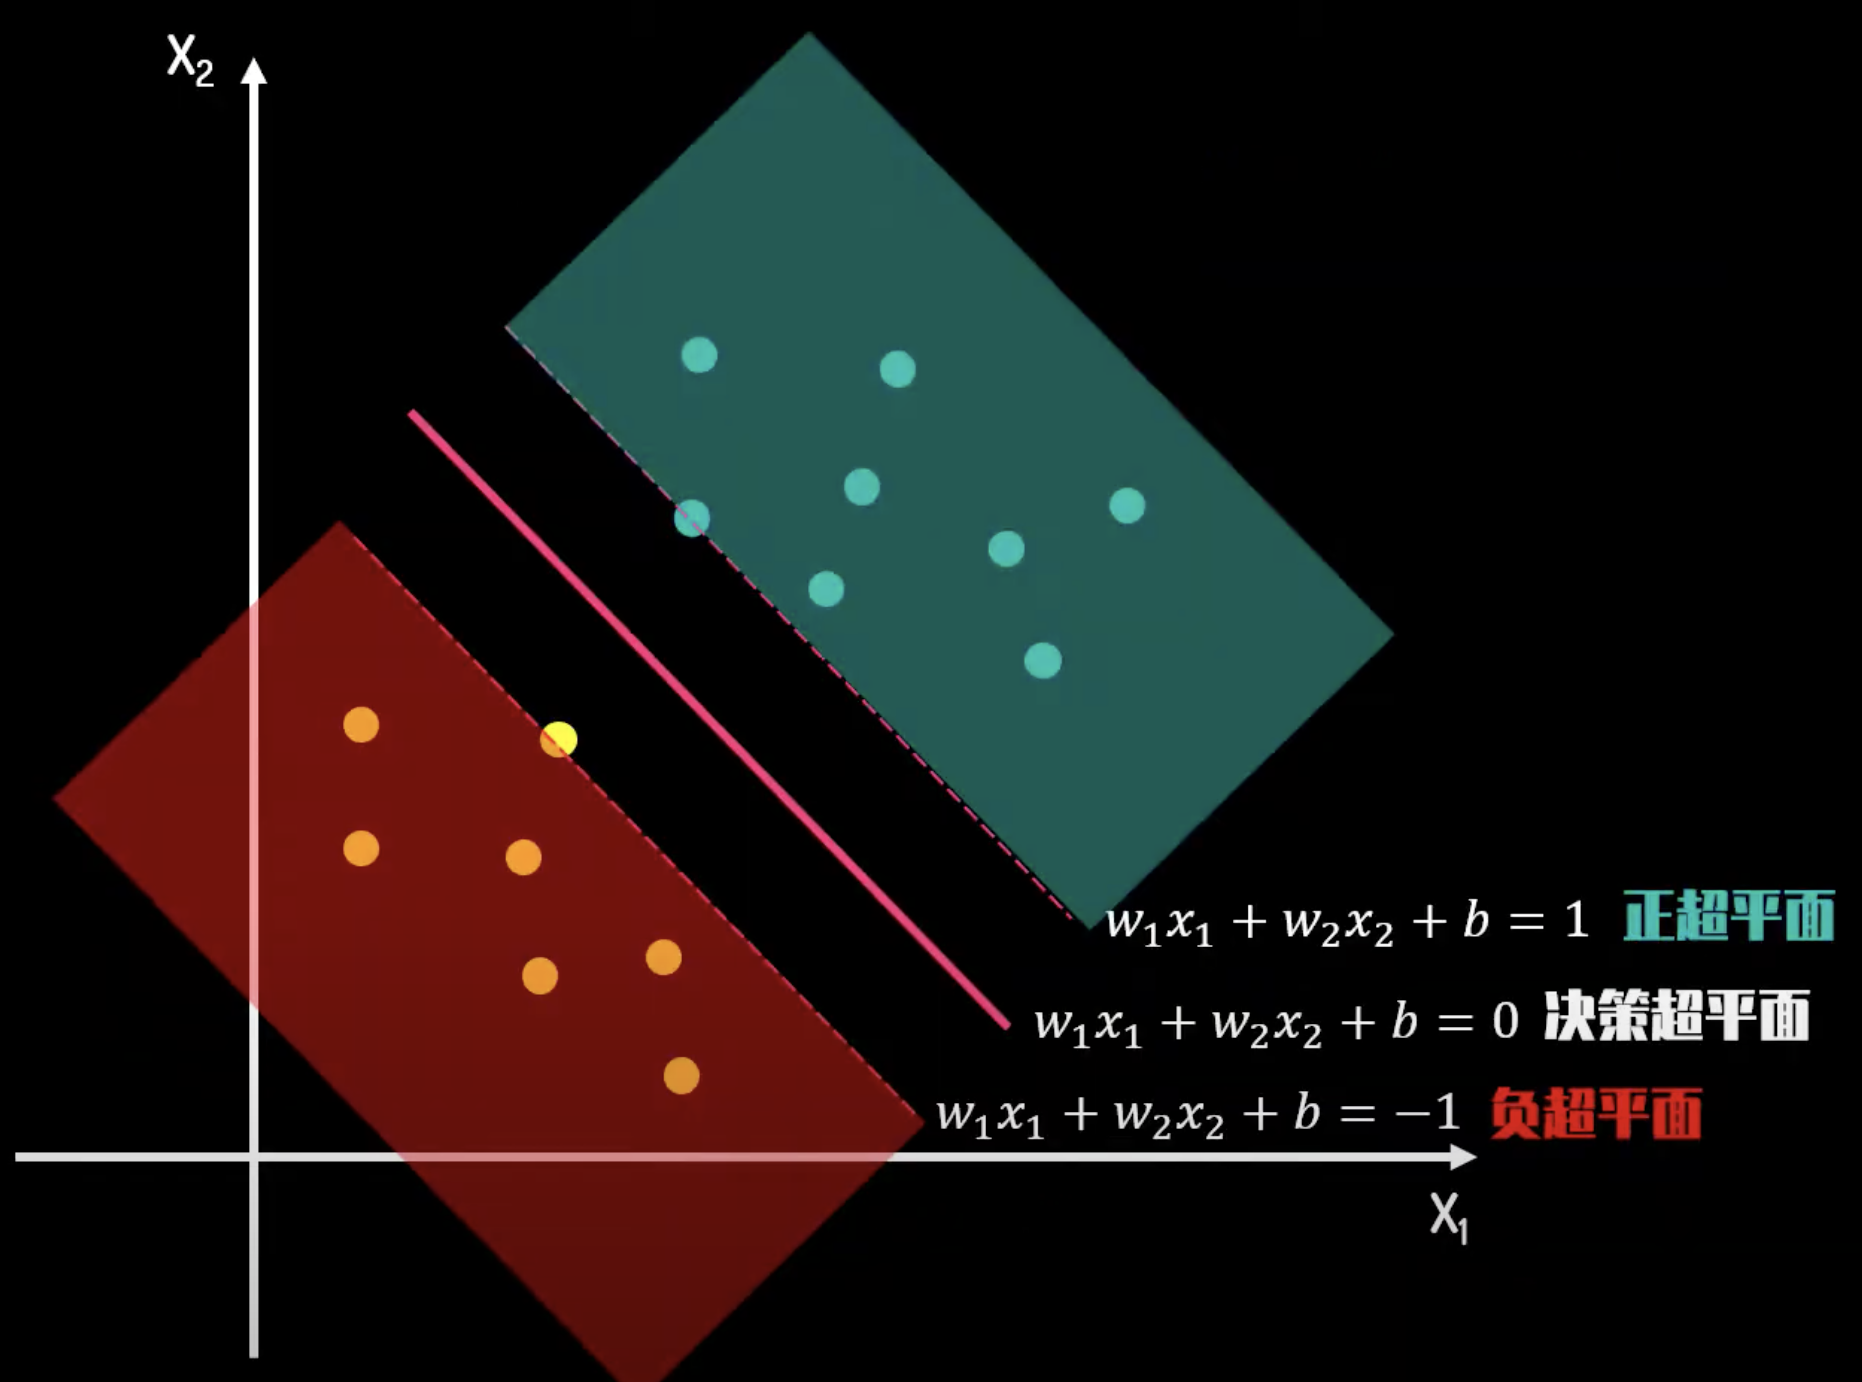 X₂
w₁x₁ + w₂x₂ + b = 1 正超平面
w₁x₁ + w₂x₂ + b = 0 决策超平面
w₁x₁ + w₂x₂ + b = −1 负超平面
X₁